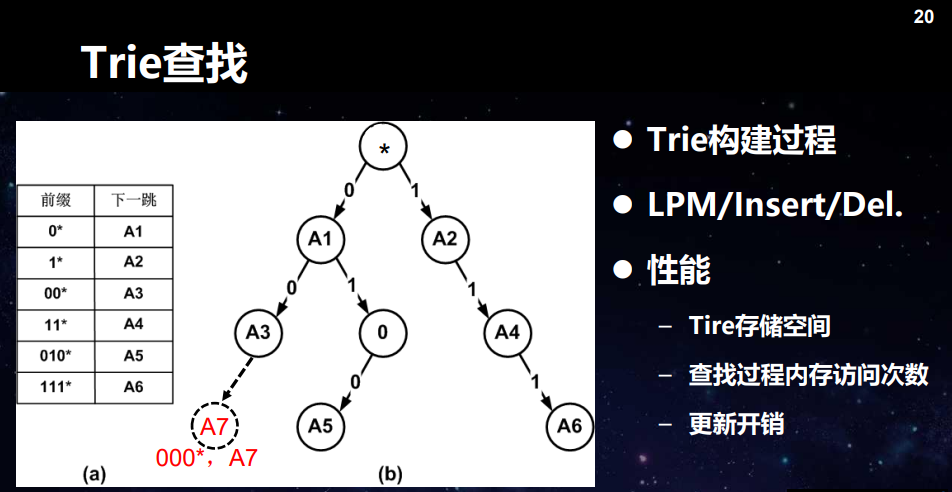 20
Trie查找
前缀 下一跳
0* A1
1* A2
00* A3
11* A4
010* A5
111* A6
(a)
*
0 1
A1 A2
0 1 1
A3 0 A4
0 1
A7 A5 A6
000*，A7
(b)
● Trie构建过程
● LPM/Insert/Del.
● 性能
– Tire存储空间
– 查找过程内存访问次数
– 更新开销